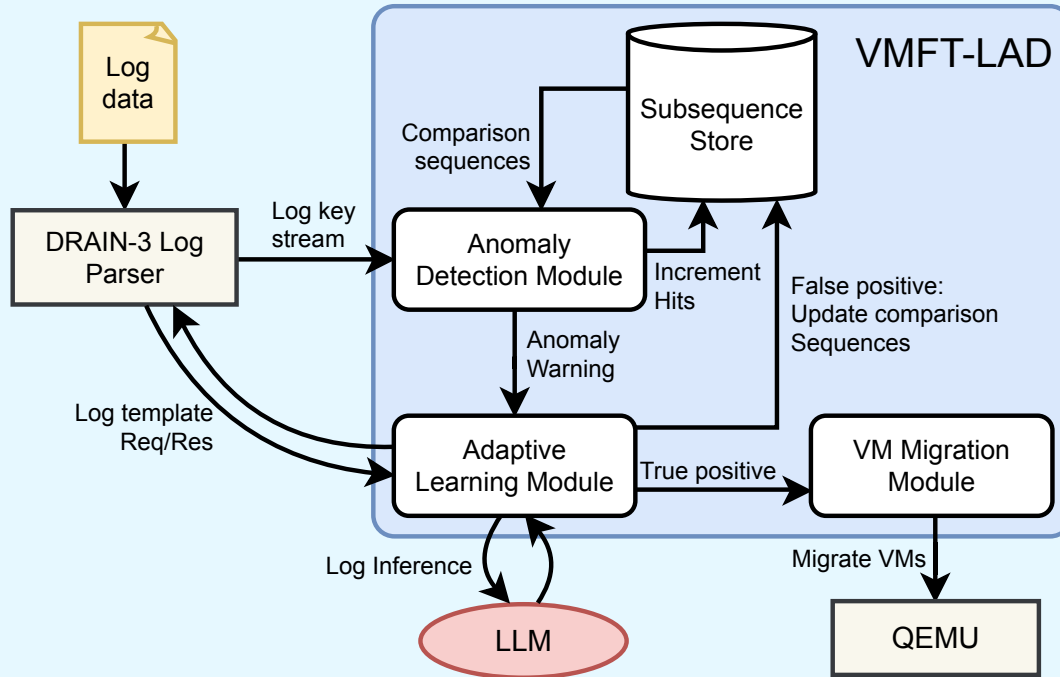 Log
data
VMFT-LAD
Subsequence
Store
Comparison
sequences
DRAIN-3 Log
Parser
Log key
stream
Anomaly
Detection Module
Increment
Hits
False positive:
Update comparison
Sequences
Anomaly
Warning
Log template
Req/Res
Adaptive
Learning Module
True positive
VM Migration
Module
Log Inference
Migrate VMs
LLM
QEMU